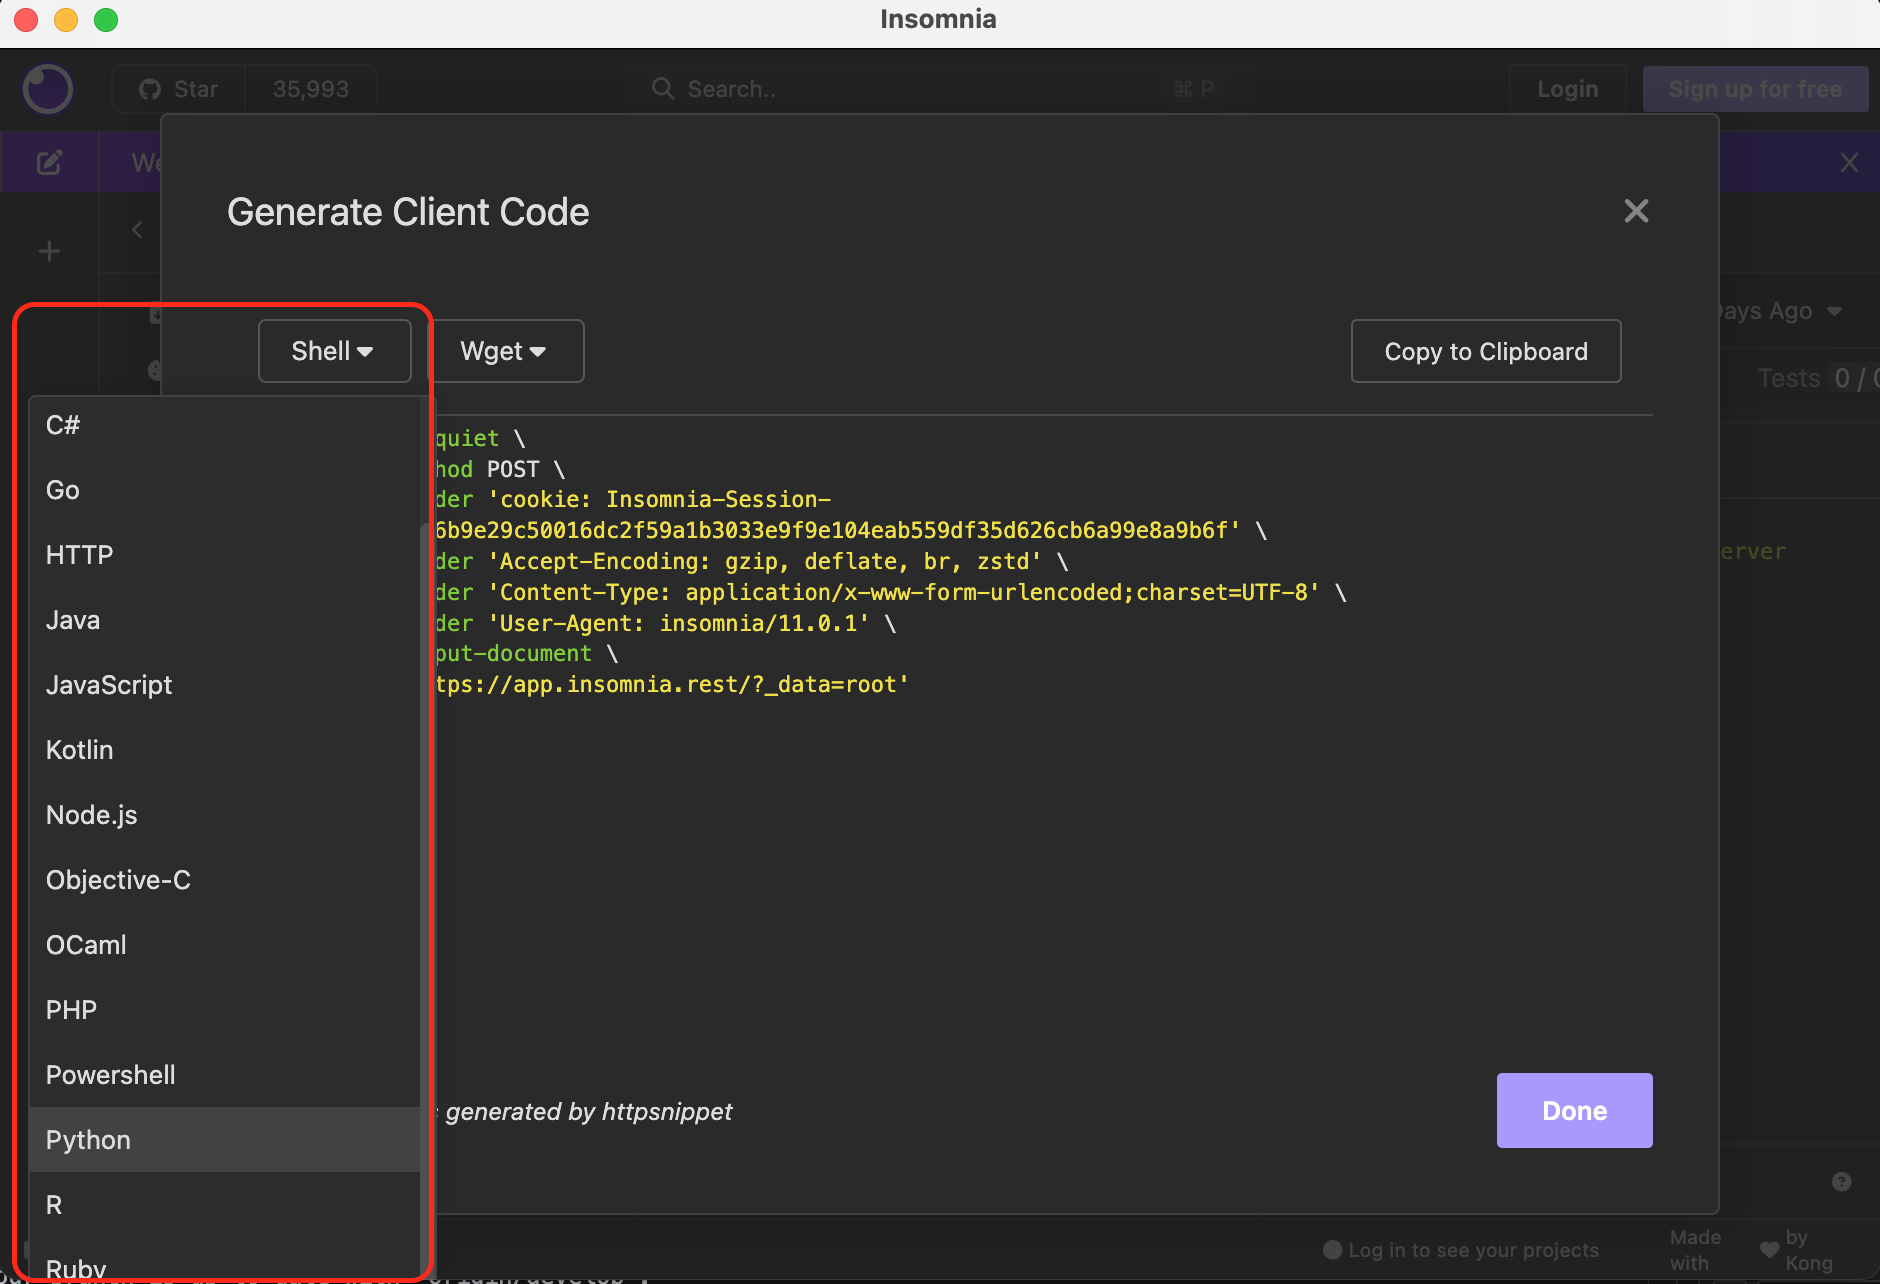 Insomnia
Star 35,993
Search.. ⌘ P
Login
Sign up for free
Generate Client Code
Days Ago
Shell
Wget
Copy to Clipboard
Tests 0 / 0
C#
Go
HTTP
Java
JavaScript
Kotlin
Node.js
Objective-C
OCaml
PHP
Powershell
Python
R
Ruby
quiet \
hod POST \
der 'cookie: Insomnia-Session-
6b9e29c50016dc2f59a1b3033e9f9e104eab559df35d626cb6a99e8a9b6f' \
der 'Accept-Encoding: gzip, deflate, br, zstd' \
der 'Content-Type: application/x-www-form-urlencoded;charset=UTF-8' \
der 'User-Agent: insomnia/11.0.1' \
put-document \
tps://app.insomnia.rest/?_data=root'
erver
generated by httpsnippet
Done
Log in to see your projects
Made with ♥ by Kong